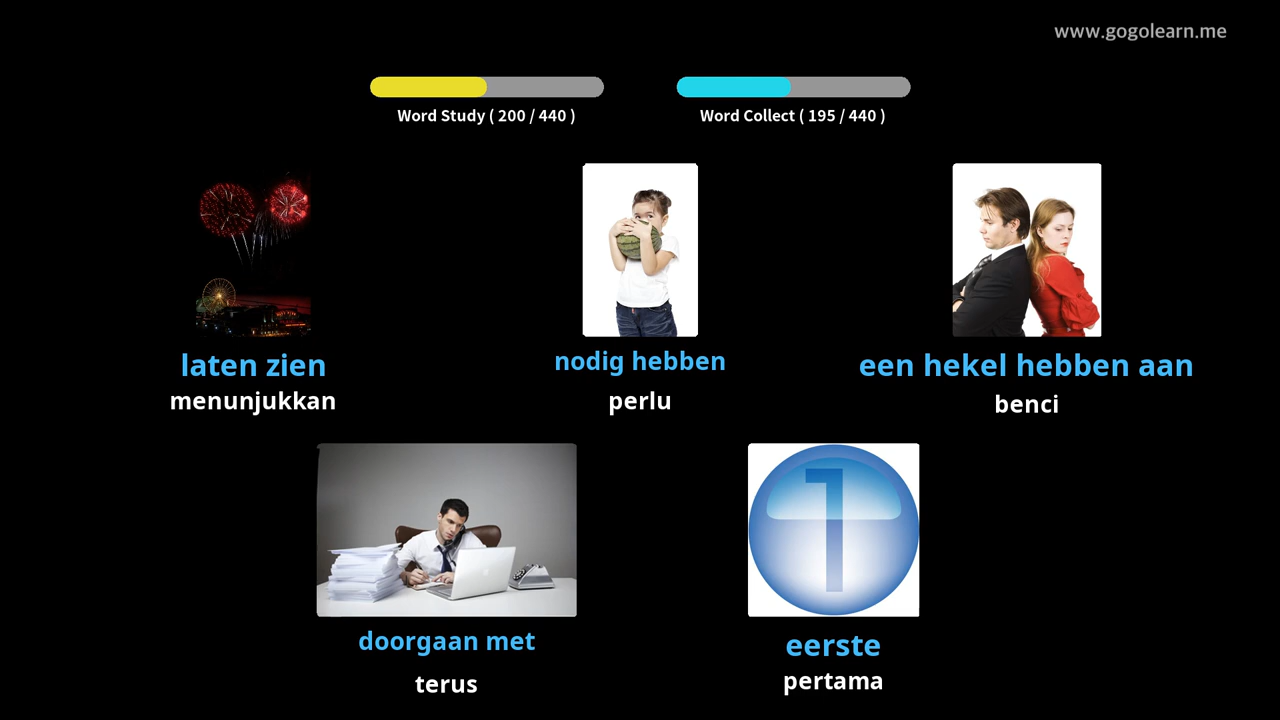 www.gogolearn.me
Word Study ( 200 / 440 )
Word Collect ( 195 / 440 )
laten zien
menunjukkan
nodig hebben
perlu
een hekel hebben aan
benci
doorgaan met
terus
1
eerste
pertama